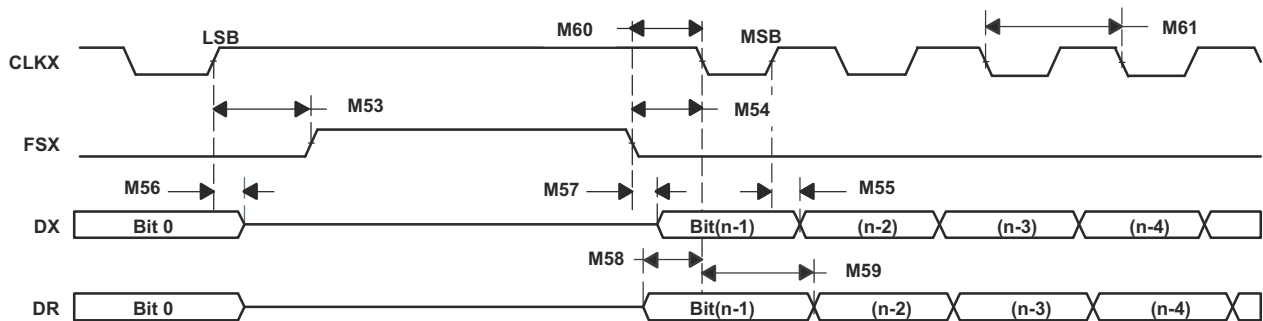 M60
M61
LSB
MSB
CLKX
M53
M54
FSX
M56
M57
M55
DX
Bit 0
Bit(n-1)
(n-2)
(n-3)
(n-4)
M58
M59
DR
Bit 0
Bit(n-1)
(n-2)
(n-3)
(n-4)